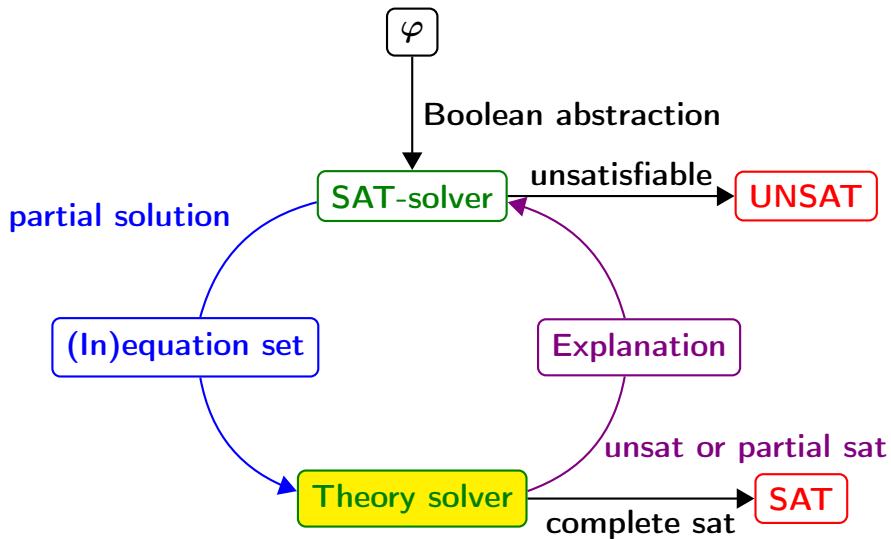 φ
Boolean abstraction
SAT-solver
unsatisfiable
UNSAT
partial solution
(In)equation set
Explanation
unsat or partial sat
Theory solver
complete sat
SAT